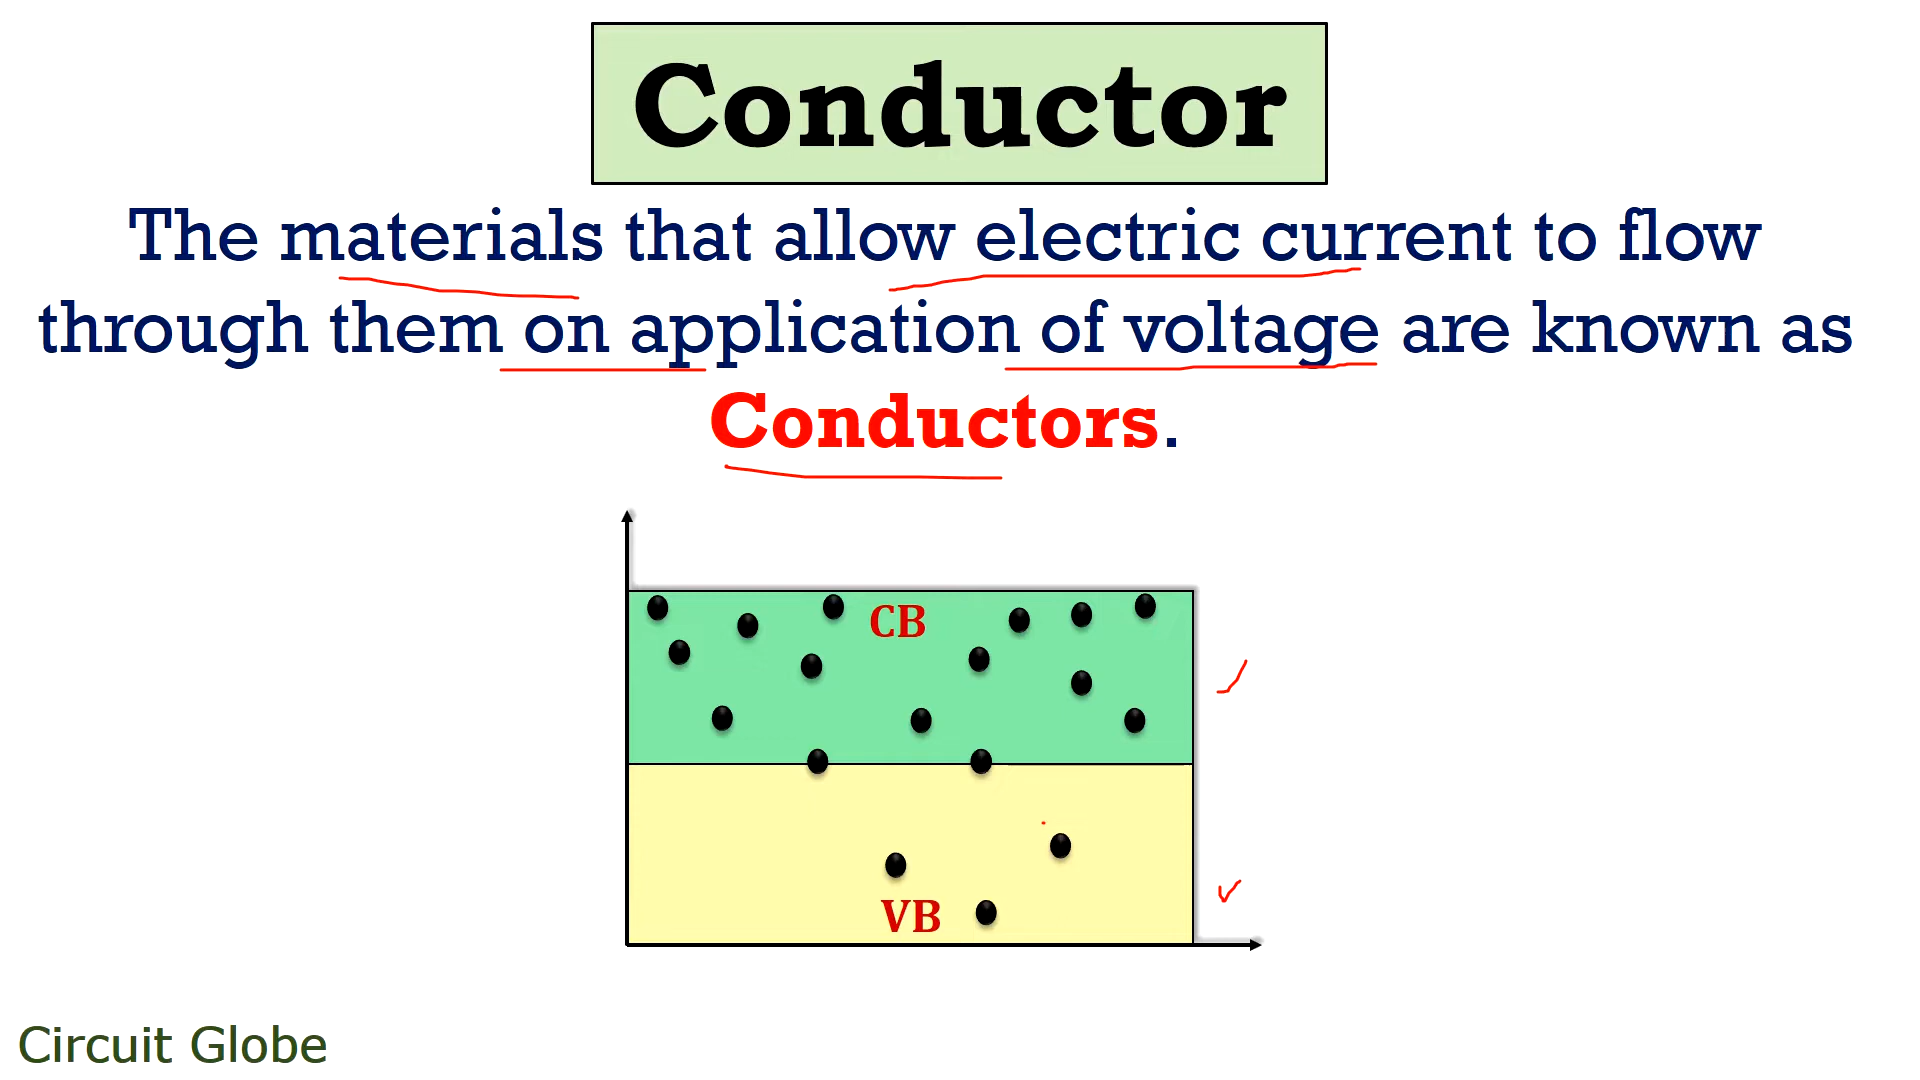 Conductor
The materials that allow electric current to flow
through them on application of voltage are known as
Conductors.
CB
VB
Circuit Globe